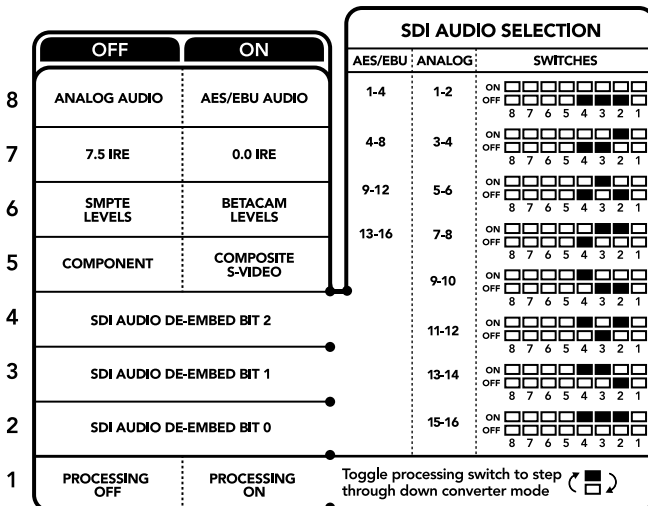 OFF ON
8 ANALOG AUDIO AES/EBU AUDIO
7 7.5 IRE 0.0 IRE
6 SMPTE LEVELS BETACAM LEVELS
5 COMPONENT COMPOSITE S-VIDEO
4 SDI AUDIO DE-EMBED BIT 2
3 SDI AUDIO DE-EMBED BIT 1
2 SDI AUDIO DE-EMBED BIT 0
1 PROCESSING OFF PROCESSING ON
SDI AUDIO SELECTION
AES/EBU ANALOG SWITCHES
1-4 1-2 ON
OFF
8 7 6 5 4 3 2 1
4-8 3-4 ON
OFF
8 7 6 5 4 3 2 1
9-12 5-6 ON
OFF
8 7 6 5 4 3 2 1
13-16 7-8 ON
OFF
8 7 6 5 4 3 2 1
9-10 ON
OFF
8 7 6 5 4 3 2 1
11-12 ON
OFF
8 7 6 5 4 3 2 1
13-14 ON
OFF
8 7 6 5 4 3 2 1
15-16 ON
OFF
8 7 6 5 4 3 2 1
Toggle processing switch to step
through down converter mode